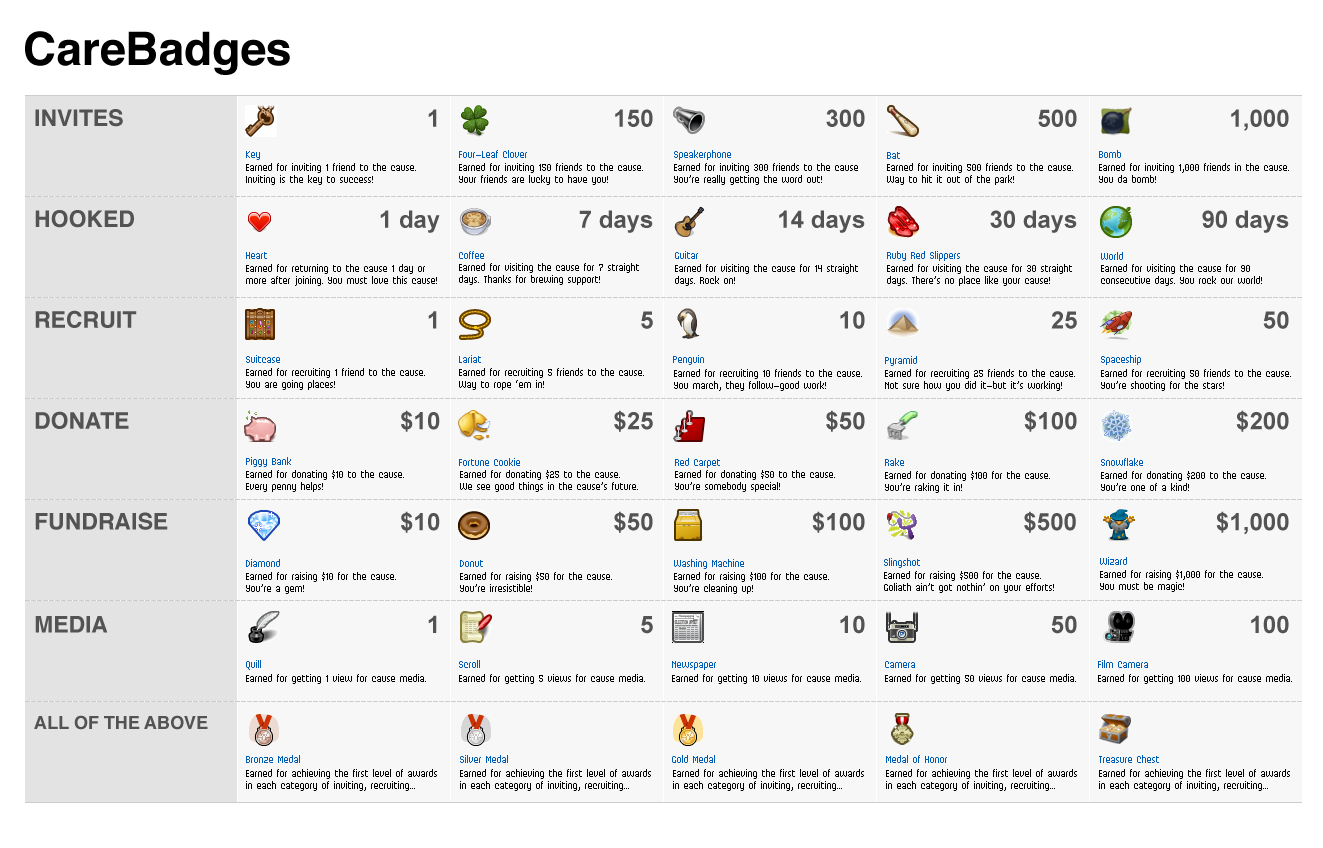 CareBadges
INVITES
1
Key
Earned for inviting 1 friend to the cause.
Inviting is the key to success!
150
Four-Leaf Clover
Earned for inviting 150 friends to the cause.
Your friends are lucky to have you!
300
Speakerphone
Earned for inviting 300 friends to the cause
You're really getting the word out!
500
Bat
Earned for inviting 500 friends to the cause.
Way to hit it out of the park!
1,000
Bomb
Earned for inviting 1,000 friends in the cause.
You da bomb!
HOOKED
1 day
Heart
Earned for returning to the cause 1 day or
more after joining. You must love this cause!
7 days
Coffee
Earned for visiting the cause for 7 straight
days. Thanks for brewing support!
14 days
Guitar
Earned for visiting the cause for 14 straight
days. Rock on!
30 days
Ruby Red Slippers
Earned for visiting the cause for 30 straight
days. There's no place like your cause!
90 days
World
Earned for visiting the cause for 90
consecutive days. You rock our world!
RECRUIT
1
Suitcase
Earned for recruiting 1 friend to the cause.
You are going places!
5
Lariat
Earned for recruiting 5 friends to the cause.
Way to rope 'em in!
10
Penguin
Earned for recruiting 10 friends to the cause.
You march, they follow-good work!
25
Pyramid
Earned for recruiting 25 friends to the cause.
Not sure how you did it-but it's working!
50
Spaceship
Earned for recruiting 50 friends to the cause.
You're shooting for the stars!
DONATE
$10
Piggy Bank
Earned for donating $10 to the cause.
Every penny helps!
$25
Fortune Cookie
Earned for donating $25 to the cause.
We see good things in the cause's future.
$50
Red Carpet
Earned for donating $50 to the cause.
You're somebody special!
$100
Rake
Earned for donating $100 for the cause.
You're raking it in!
$200
Snowflake
Earned for donating $200 to the cause.
You're one of a kind!
FUNDRAISE
$10
Diamond
Earned for raising $10 for the cause.
You're a gem!
$50
Donut
Earned for raising $50 for the cause.
You're irresistible!
$100
Washing Machine
Earned for raising $100 for the cause.
You're cleaning up!
$500
Slingshot
Earned for raising $500 for the cause.
Goliath ain't got nothin' on your efforts!
$1,000
Wizard
Earned for raising $1,000 for the cause.
You must be magic!
MEDIA
1
Quill
Earned for getting 1 view for cause media.
5
Scroll
Earned for getting 5 views for cause media.
10
Newspaper
Earned for getting 10 views for cause media.
50
Camera
Earned for getting 50 views for cause media.
100
Film Camera
Earned for getting 100 views for cause media.
ALL OF THE ABOVE
Bronze Medal
Earned for achieving the first level of awards
in each category of inviting, recruiting...
Silver Medal
Earned for achieving the first level of awards
in each category of inviting, recruiting...
Gold Medal
Earned for achieving the first level of awards
in each category of inviting, recruiting...
Medal of Honor
Earned for achieving the first level of awards
in each category of inviting, recruiting...
Treasure Chest
Earned for achieving the first level of awards
in each category of inviting, recruiting...